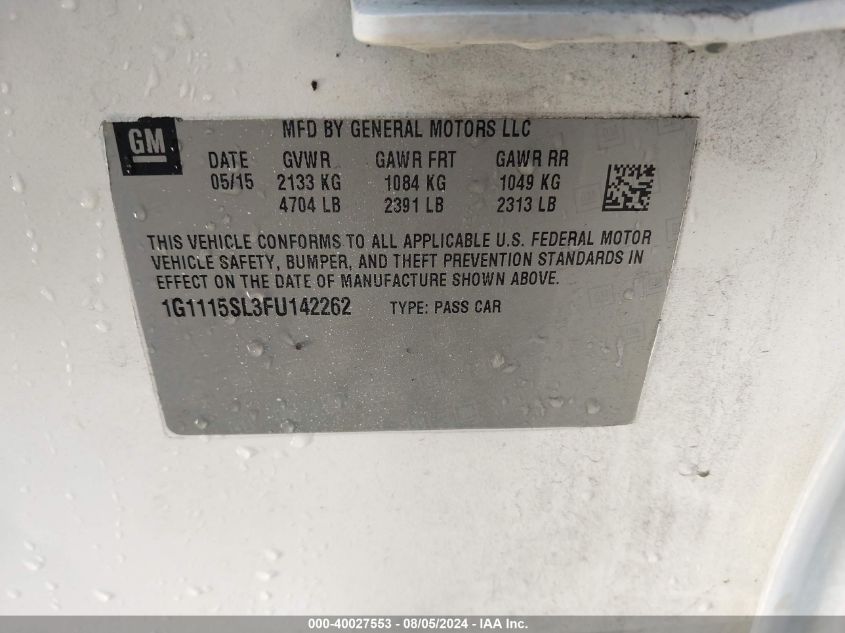 GM
MFD BY GENERAL MOTORS LLC
DATE GVWR GAWR FRT GAWR RR
05/15 2133 KG 1084 KG 1049 KG
4704 LB 2391 LB 2313 LB
THIS VEHICLE CONFORMS TO ALL APPLICABLE U.S. FEDERAL MOTOR
VEHICLE SAFETY, BUMPER, AND THEFT PREVENTION STANDARDS IN
EFFECT ON THE DATE OF MANUFACTURE SHOWN ABOVE.
1G1115SL3FU142262 TYPE: PASS CAR
000-40027553 - 08/05/2024 - IAA Inc.